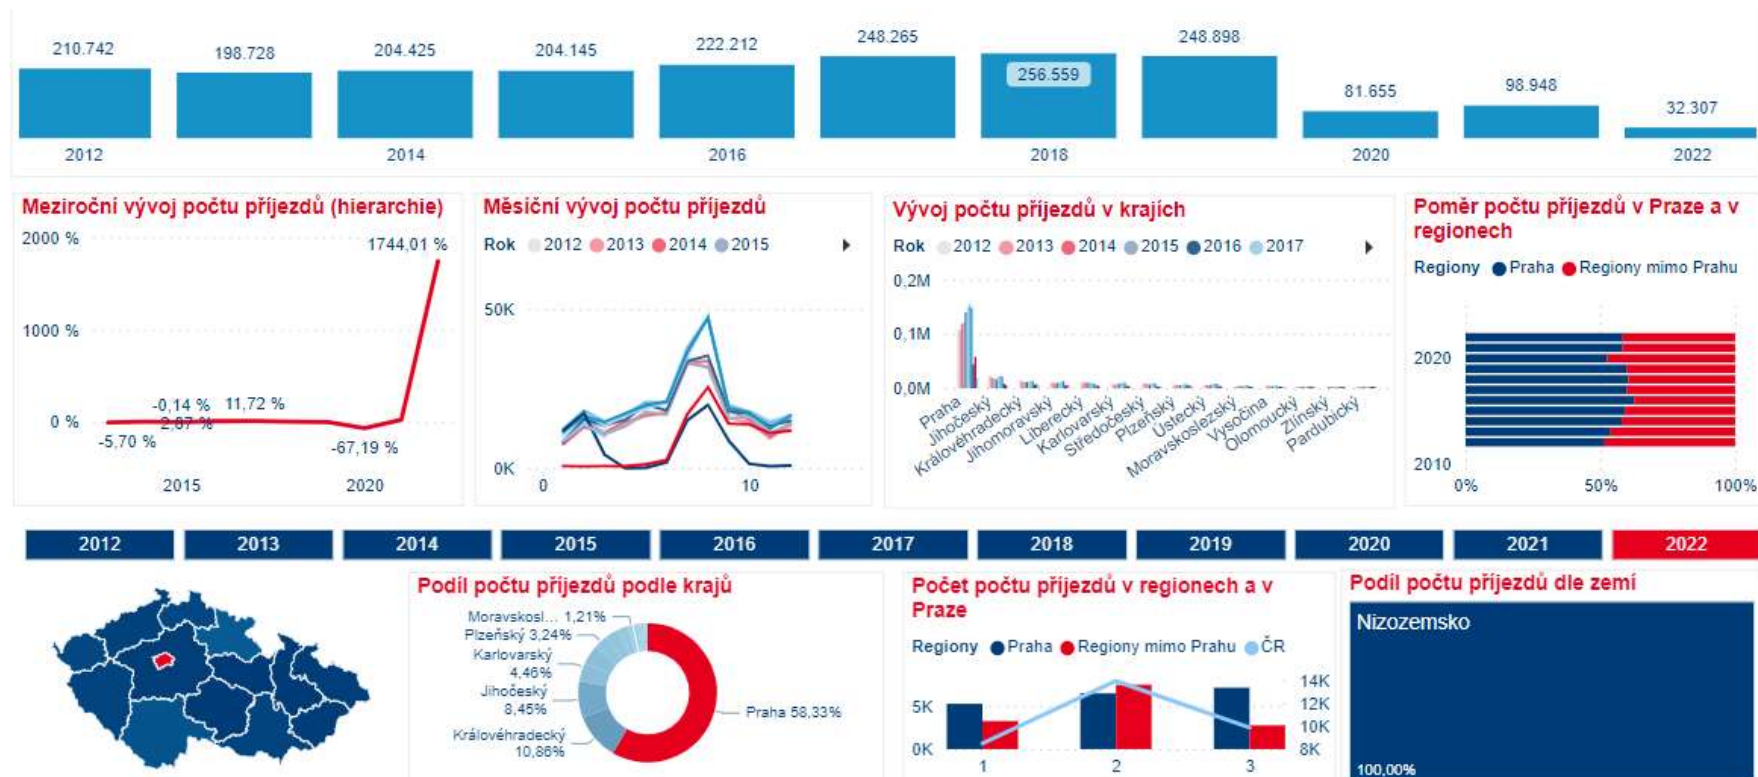 210.742
198.728
204.425
204.145
222.212
248.265
256.559
248.898
81.655
98.948
32.307
2012
2014
2016
2018
2020
2022
Meziroční vývoj počtu příjezdů (hierarchie)
2000 %
1744,01 %
1000 %
-0,14 %
11,72 %
0 %
2,87 %
-5,70 %
-67,19 %
2015
2020
Měsíční vývoj počtu příjezdů
Rok 2012 2013 2014 2015
50K
0K
0
10
Vývoj počtu příjezdů v krajích
Rok 2012 2013 2014 2015 2016 2017
0,2M
0,1M
0,0M
Praha
Jihočeský
Královéhradecký
Jihomoravský
Liberecký
Karlovarský
Středočeský
Plzeňský
Ústecký
Moravskoslezský
Vysočina
Olomoucký
Zlínský
Pardubický
Poměr počtu příjezdů v Praze a v
regionech
Regiony Praha Regiony mimo Prahu
2020
2010
0%
50%
100%
2012
2013
2014
2015
2016
2017
2018
2019
2020
2021
2022
Podíl počtu příjezdů podle krajů
Moravskosl... 1,21%
Plzeňský 3,24%
Karlovarský
4,46%
Jihočeský
8,45%
Královéhradecký
10,86%
Praha 58,33%
Počet počtu příjezdů v regionech a v
Praze
Regiony Praha Regiony mimo Prahu ČR
5K
0K
14K
12K
10K
8K
1
2
3
Podíl počtu příjezdů dle zemí
Nizozemsko
100,00%